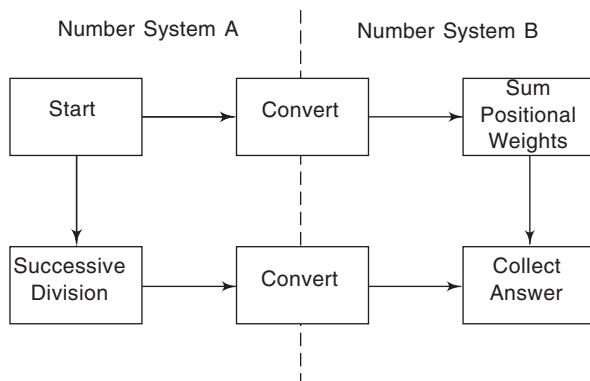 Number System A
Number System B
Start
Convert
Sum
Positional
Weights
Successive
Division
Convert
Collect
Answer